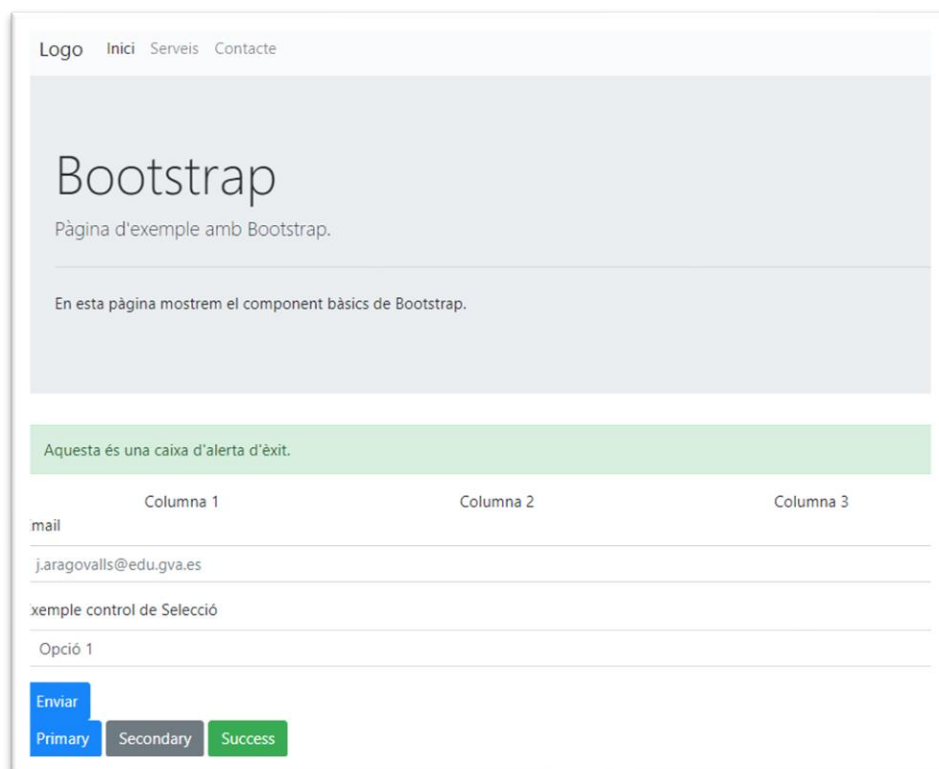 Logo Inici Serveis Contacte
Bootstrap
Pàgina d'exemple amb Bootstrap.
En esta pàgina mostrem el component bàsics de Bootstrap.
Aquesta és una caixa d'alerta d'èxit.
Columna 1 Columna 2 Columna 3
mail
j.aragovalls@edu.gva.es
xemple control de Selecció
Opció 1
Enviar
Primary Secondary Success